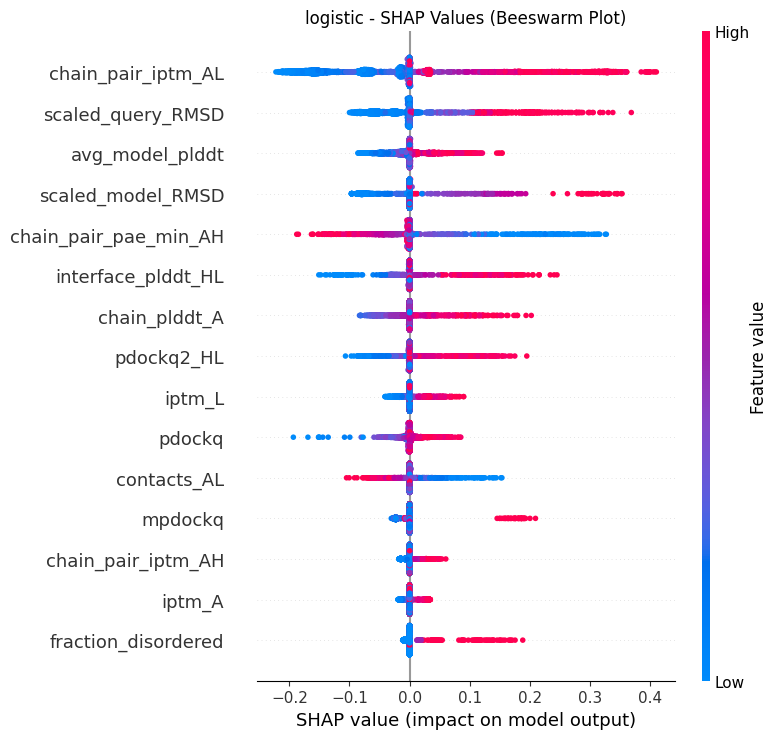 logistic - SHAP Values (Beeswarm Plot)
High
chain_pair_iptm_AL
scaled_query_RMSD
avg_model_plddt
scaled_model_RMSD
chain_pair_pae_min_AH
interface_plddt_HL
chain_plddt_A
pdockq2_HL
iptm_L
pdockq
contacts_AL
mpdockq
chain_pair_iptm_AH
iptm_A
fraction_disordered
Feature value
Low
−0.2 −0.1 0.0 0.1 0.2 0.3 0.4
SHAP value (impact on model output)